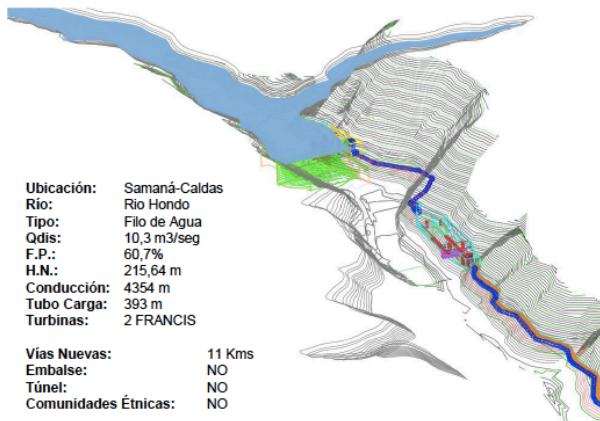 Ubicación: Samaná-Caldas
Río: Rio Hondo
Tipo: Filo de Agua
Qdis: 10,3 m3/seg
F.P.: 60,7%
H.N.: 215,64 m
Conducción: 4354 m
Tubo Carga: 393 m
Turbinas: 2 FRANCIS
Vías Nuevas: 11 Kms
Embalse: NO
Túnel: NO
Comunidades Étnicas: NO